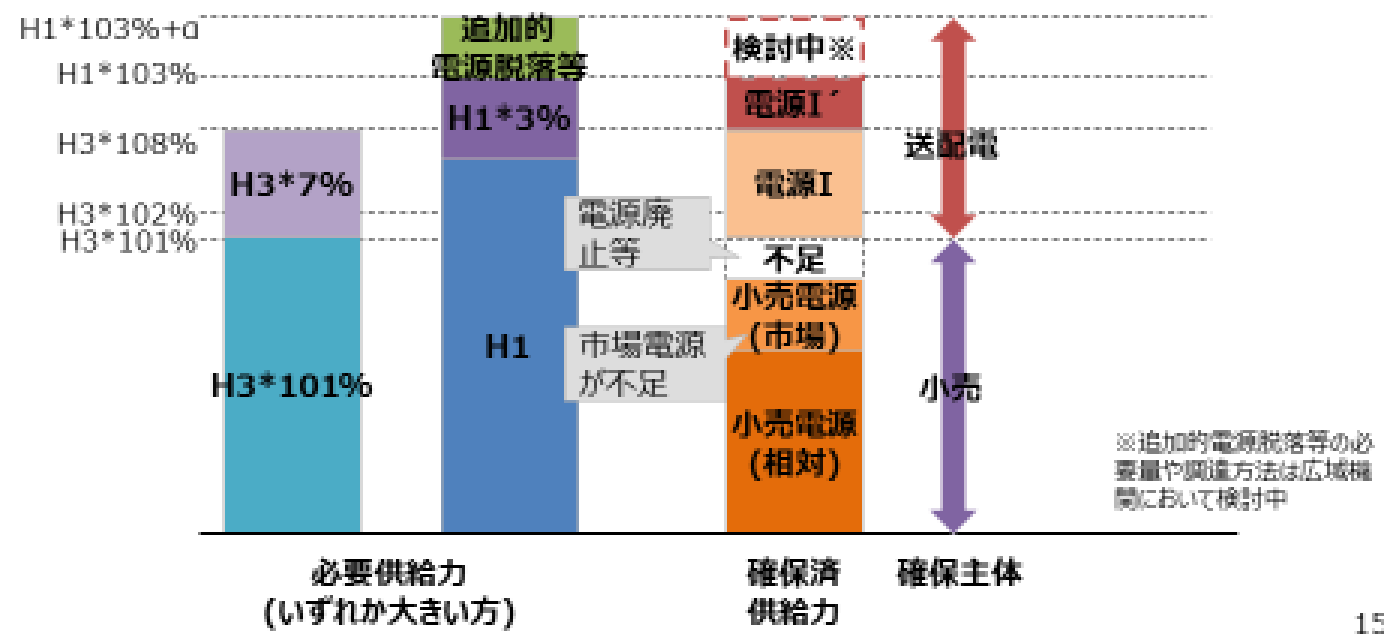 H1*103%+α
H1*103%
H3*108%
H3*102%
H3*101%
H3*7%
H3*101%
追加的
電源脱落等
H1*3%
H1
電源廃
止等
市場電源
が不足
検討中※
電源I´
電源I
不足
小売電源
(市場)
小売電源
(相対)
送配電
小売
※追加的電源脱落等の必
要量や調達方法は広域機
関において検討中
必要供給力
(いずれか大きい方)
確保済
供給力
確保主体
15